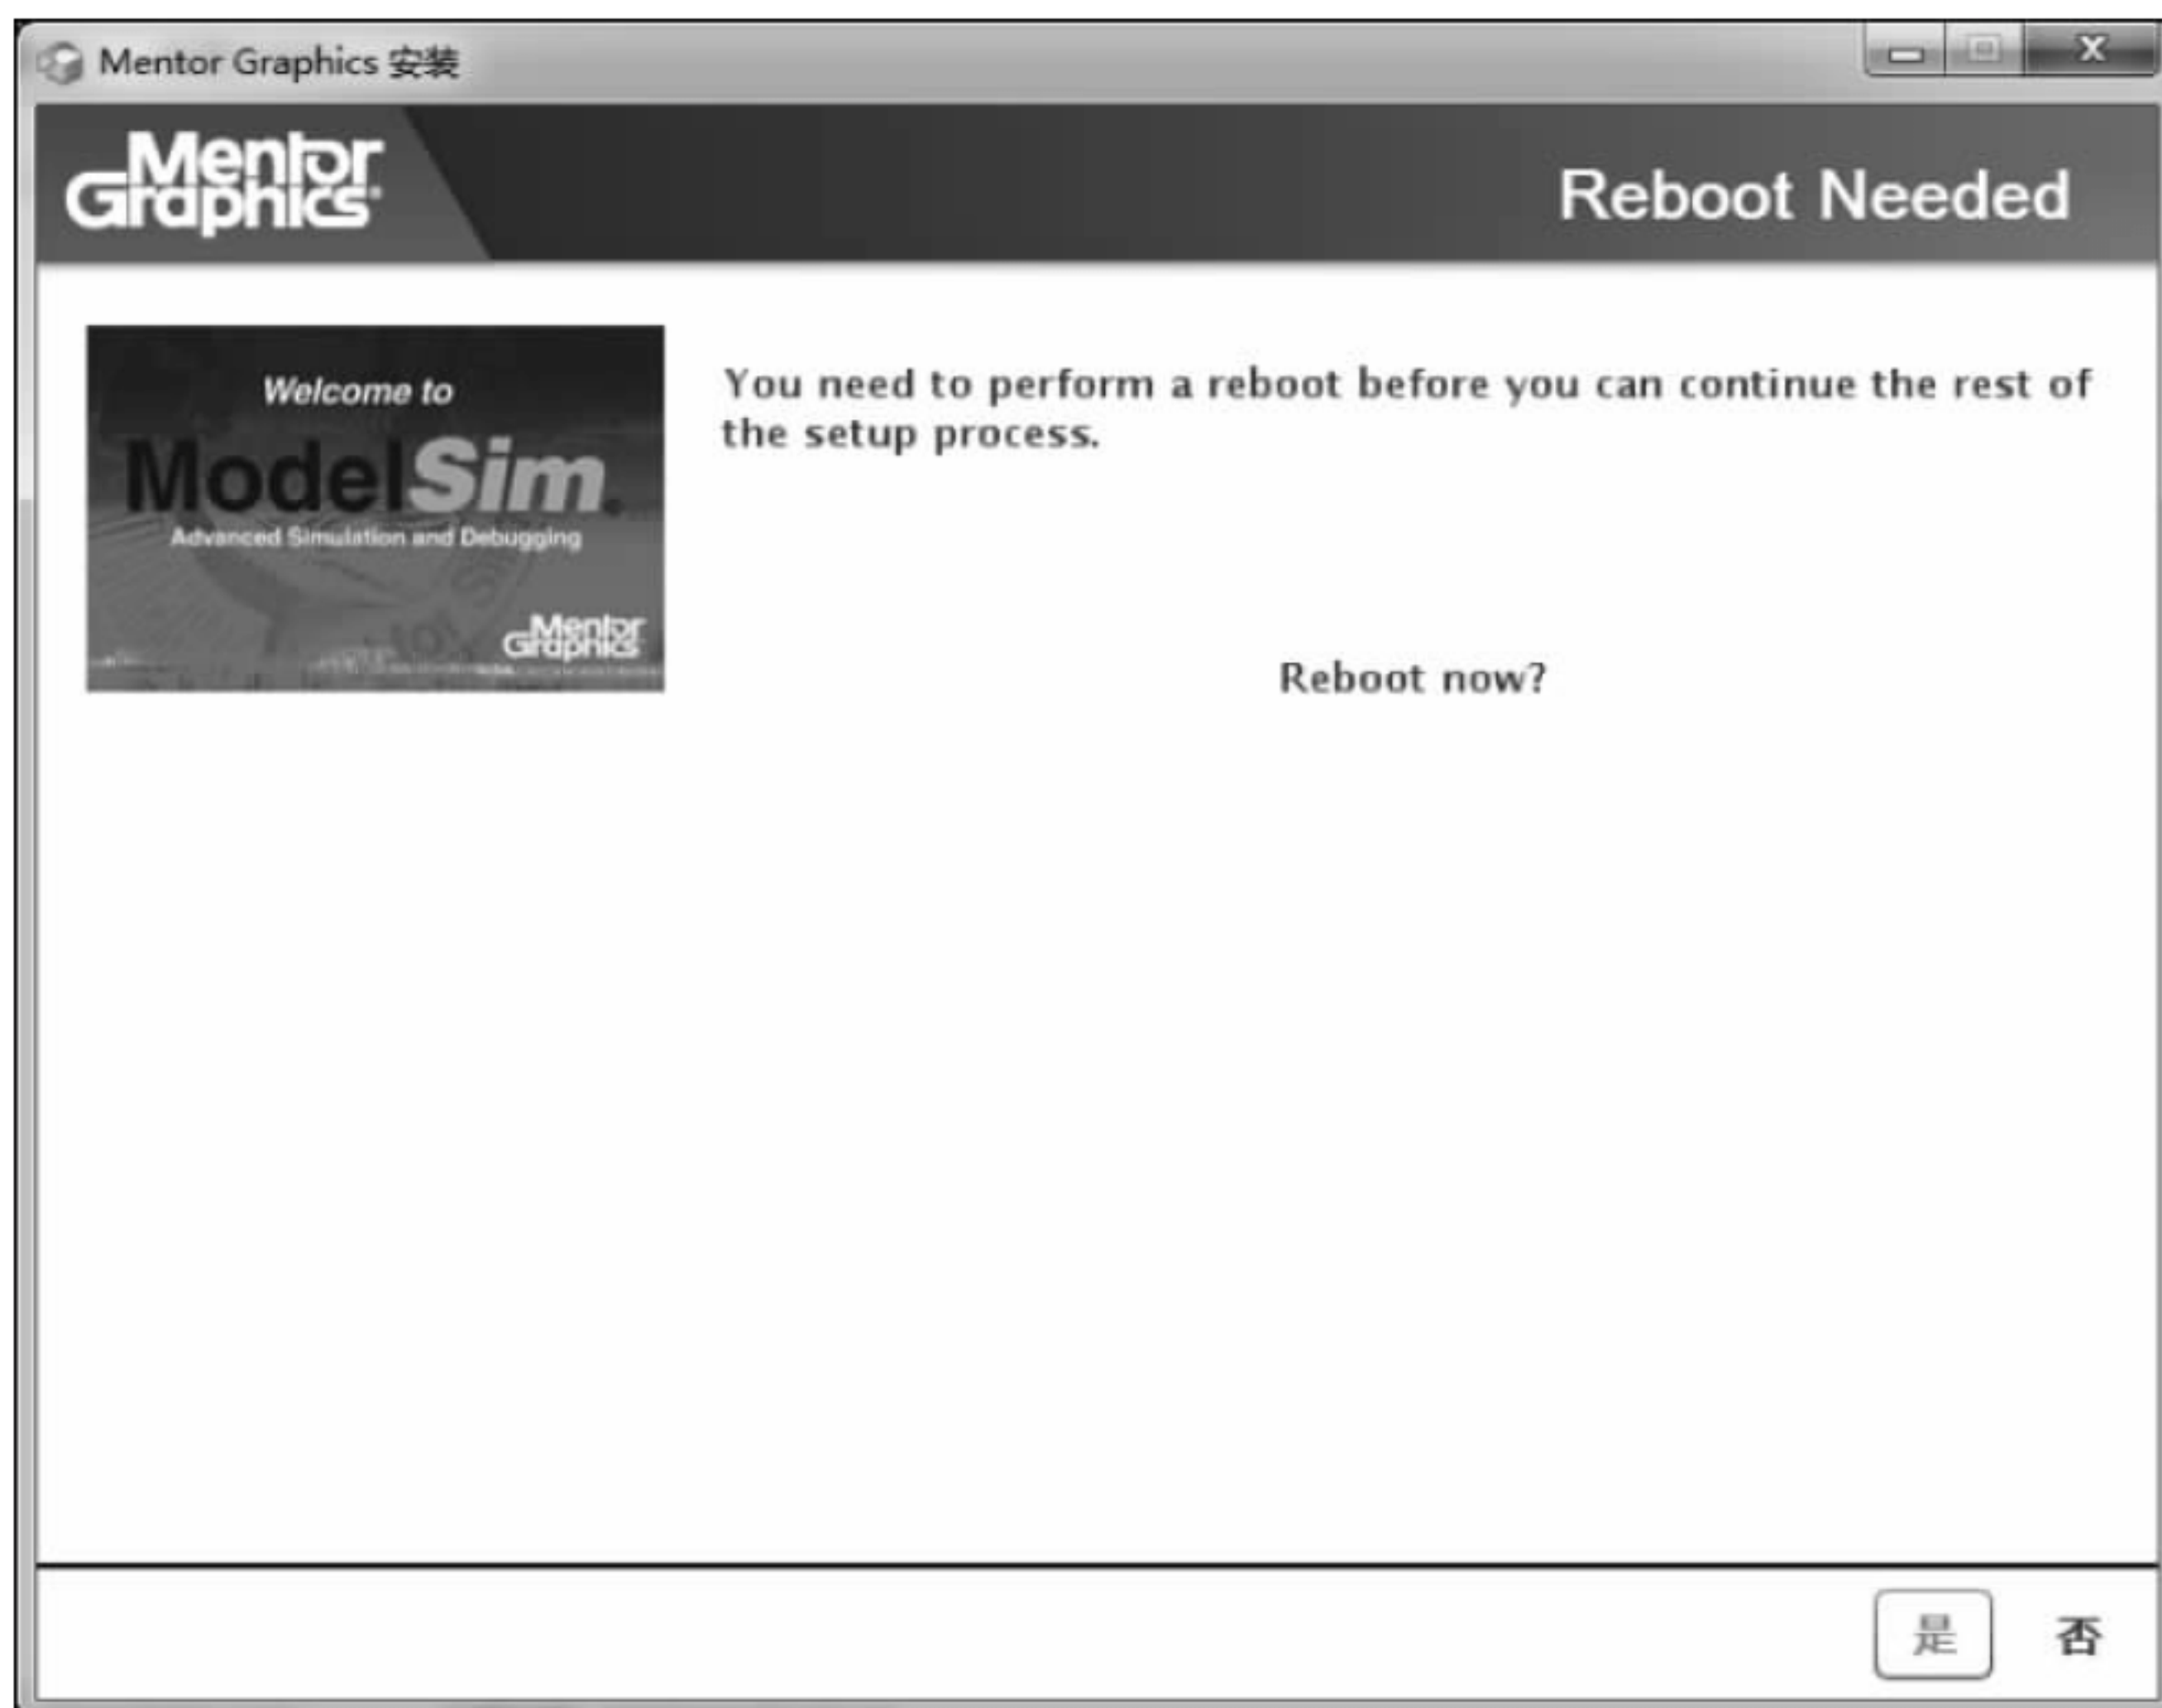 Mentor Graphics 安装
Mentor
Graphics
Reboot Needed
Welcome to
ModelSim.
Advanced Simulation and Debugging
Mentor
Graphics
You need to perform a reboot before you can continue the rest of
the setup process.
Reboot now?
是 否